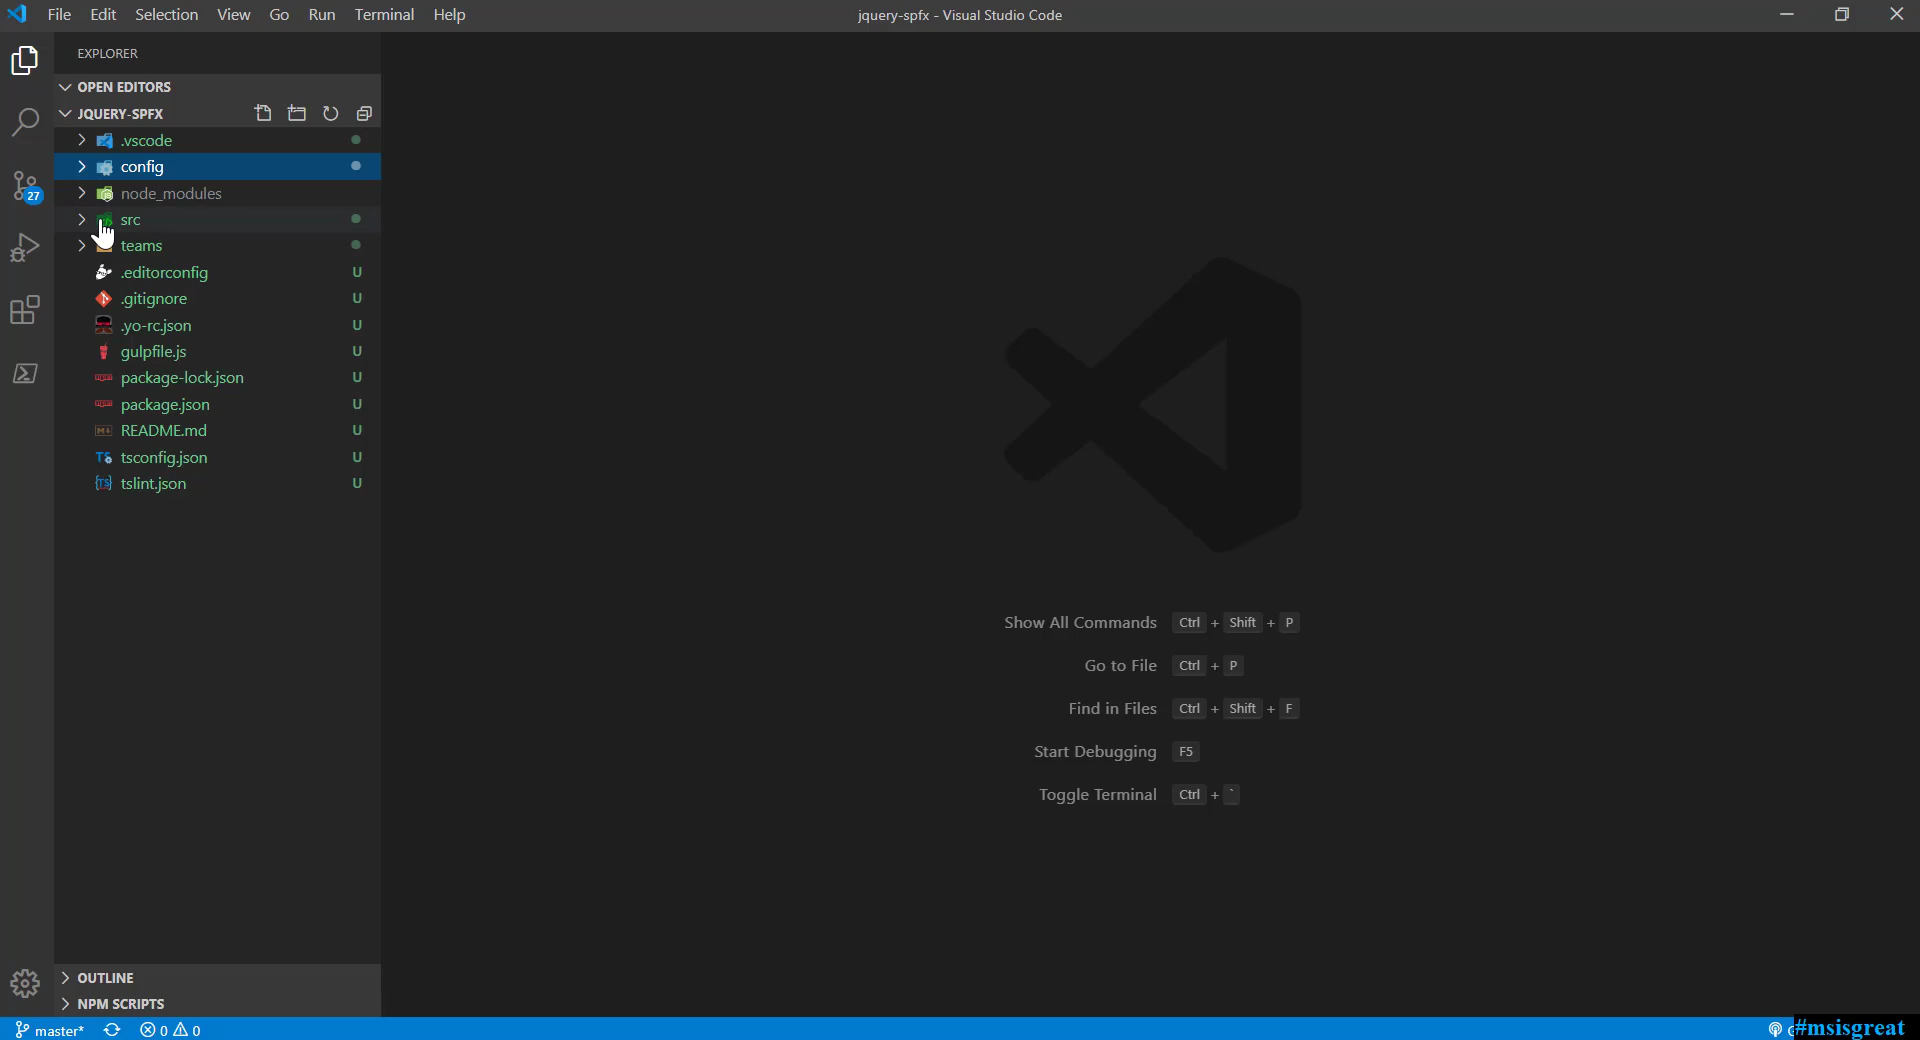 File Edit Selection View Go Run Terminal Help
jquery-spfx - Visual Studio Code
EXPLORER
OPEN EDITORS
JQUERY-SPFX
.vscode
config
node_modules
src
teams
.editorconfig U
.gitignore U
.yo-rc.json U
gulpfile.js U
package-lock.json U
package.json U
README.md U
tsconfig.json U
tslint.json U
27
Show All Commands Ctrl + Shift + P
Go to File Ctrl + P
Find in Files Ctrl + Shift + F
Start Debugging F5
Toggle Terminal Ctrl + `
OUTLINE
NPM SCRIPTS
master* 0 0
#msisgreat